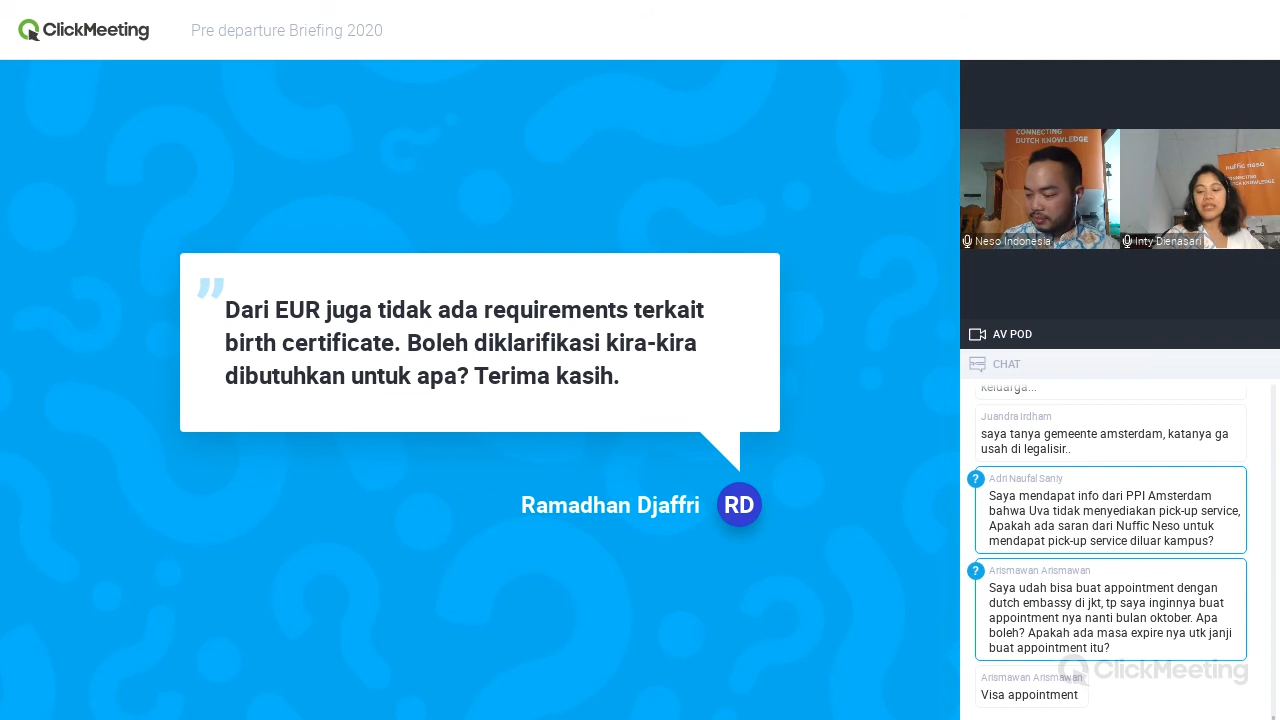 ClickMeeting
Pre departure Briefing 2020
Dari EUR juga tidak ada requirements terkait
birth certificate. Boleh diklarifikasi kira-kira
dibutuhkan untuk apa? Terima kasih.
Ramadhan Djaffri
RD
CONNECTING
DUTCH KNOWLEDGE
nuffic neso
Neso Indonesia
Inty Dienasari
AV POD
CHAT
keluarga...
Juandra Irdham
saya tanya gemeente amsterdam, katanya ga
usah di legalisir..
?
Adri Naufal Sanly
Saya mendapat info dari PPI Amsterdam
bahwa Uva tidak menyediakan pick-up service,
Apakah ada saran dari Nuffic Neso untuk
mendapat pick-up service diluar kampus?
?
Arismawan Arismawan
Saya udah bisa buat appointment dengan
dutch embassy di jkt, tp saya inginnya buat
appointment nya nanti bulan oktober. Apa
boleh? Apakah ada masa expire nya utk janji
buat appointment itu?
ClickMeeting
Arismawan Arismawan
Visa appointment